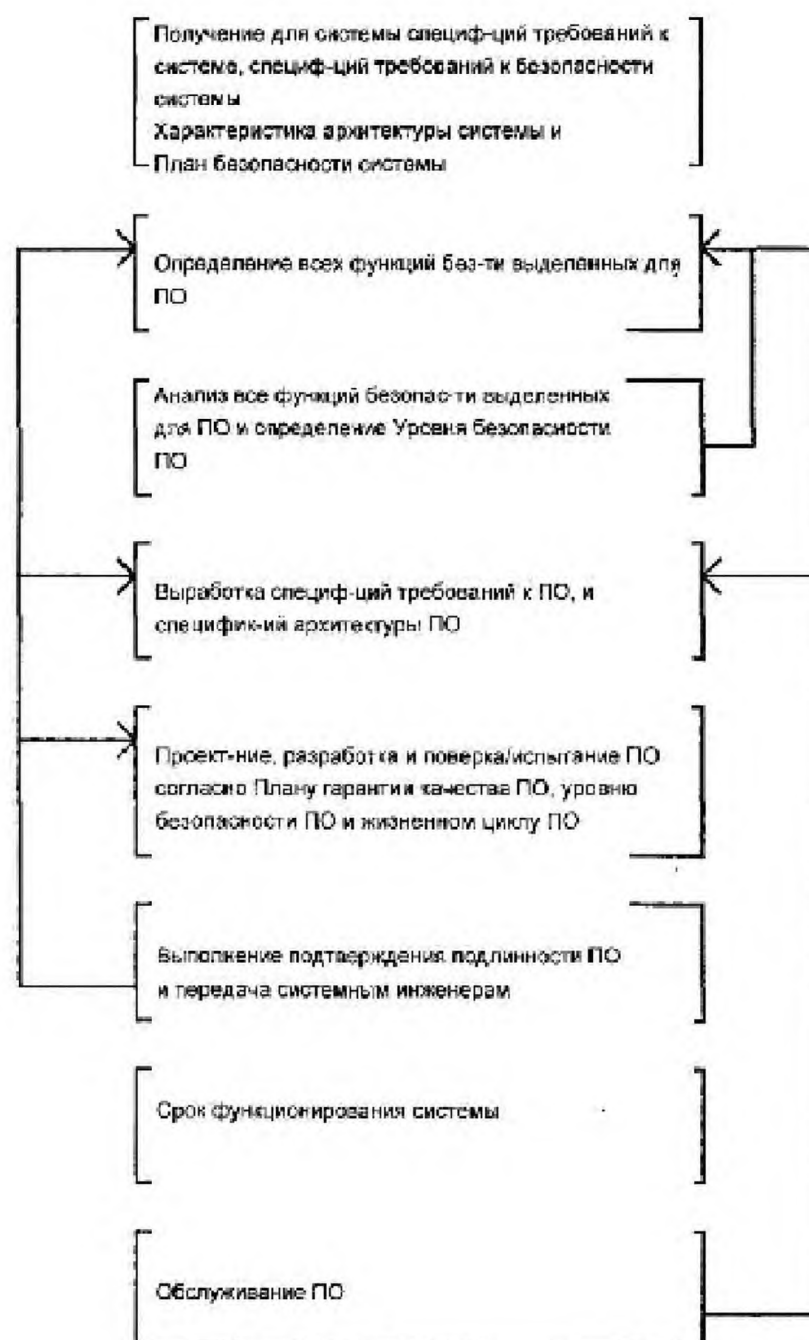 Получение для системы специф-ций требований к
системе, специф-ций требований к безопасности
системы
Характеристика архитектуры системы и
План безопасности системы
Определение всех функций без-ти выделенных для
ПО
Анализ все функций безопас-ти выделенных
для ПО и определение Уровня безопасности
ПО
Выработка специф-ций требований к ПО, и
специфик-ий архитектуры ПО
Проект-ние, разработка и поверка/испытание ПО
согласно Плану гарантии качества ПО, уровню
безопасности ПО и жизненном циклу ПО
Выполнение подтверждения подлинности ПО
и передача системным инженерам
Срок функционирования системы
Обслуживание ПО